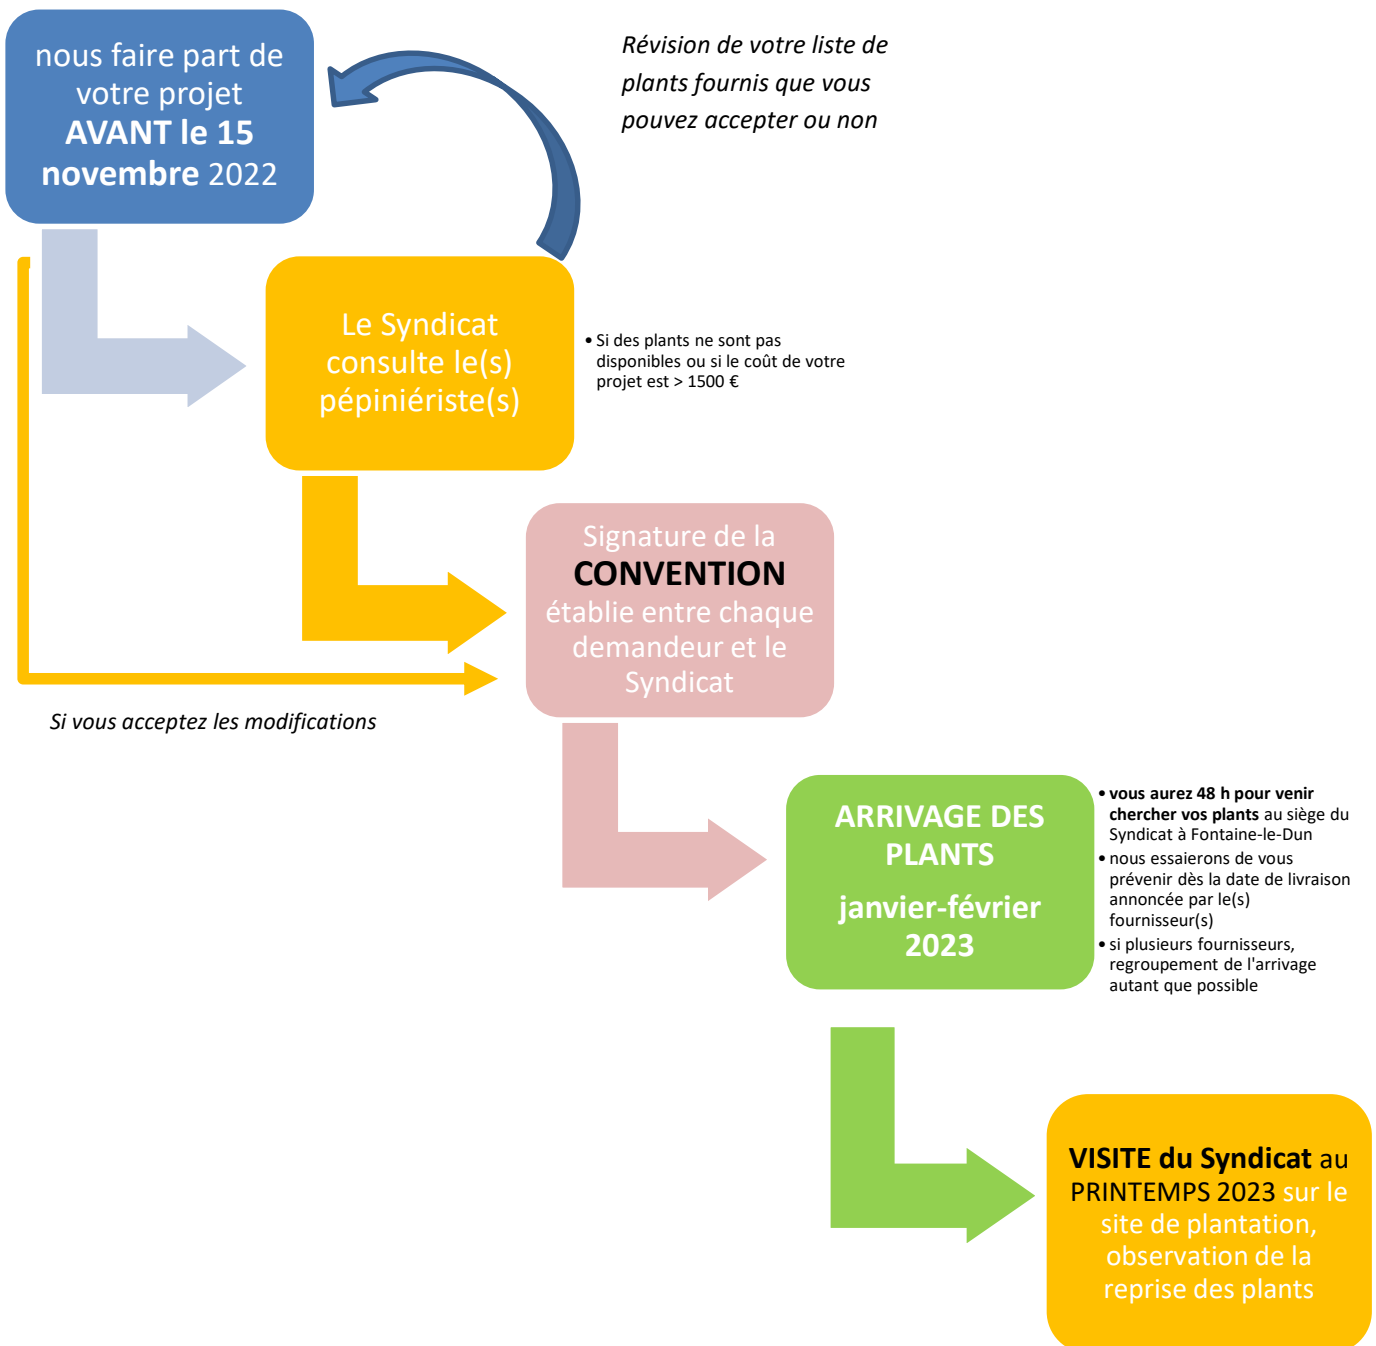 nous faire part de
votre projet
AVANT le 15
novembre 2022
Révision de votre liste de
plants fournis que vous
pouvez accepter ou non
Le Syndicat
consulte le(s)
pépiniériste(s)
• Si des plants ne sont pas
disponibles ou si le coût de votre
projet est > 1500 €
Signature de la
CONVENTION
établie entre chaque
demandeur et le
Syndicat
Si vous acceptez les modifications
ARRIVAGE DES
PLANTS
janvier-février
2023
• vous aurez 48 h pour venir
chercher vos plants au siège du
Syndicat à Fontaine-le-Dun
• nous essaierons de vous
prévenir dès la date de livraison
annoncée par le(s)
fournisseur(s)
• si plusieurs fournisseurs,
regroupement de l'arrivage
autant que possible
VISITE du Syndicat au
PRINTEMPS 2023 sur le
site de plantation,
observation de la
reprise des plants